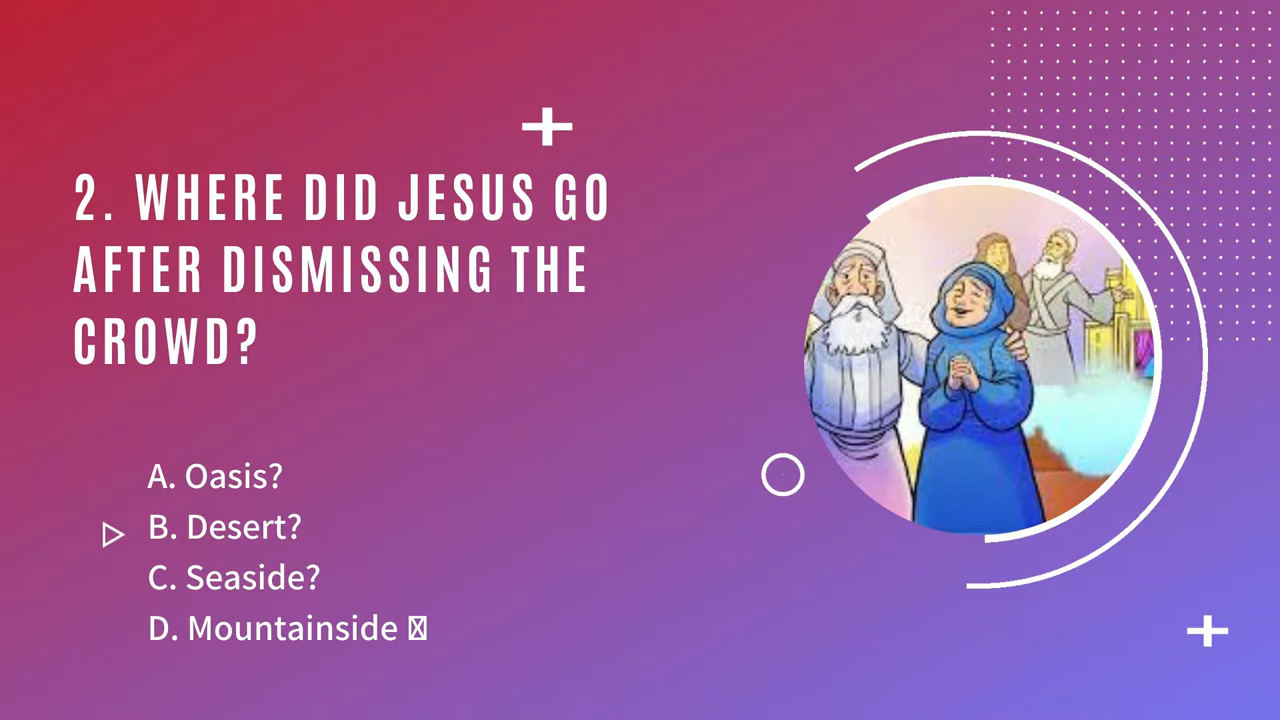 2. WHERE DID JESUS GO
AFTER DISMISSING THE
CROWD?
A. Oasis?
B. Desert?
C. Seaside?
D. Mountainside